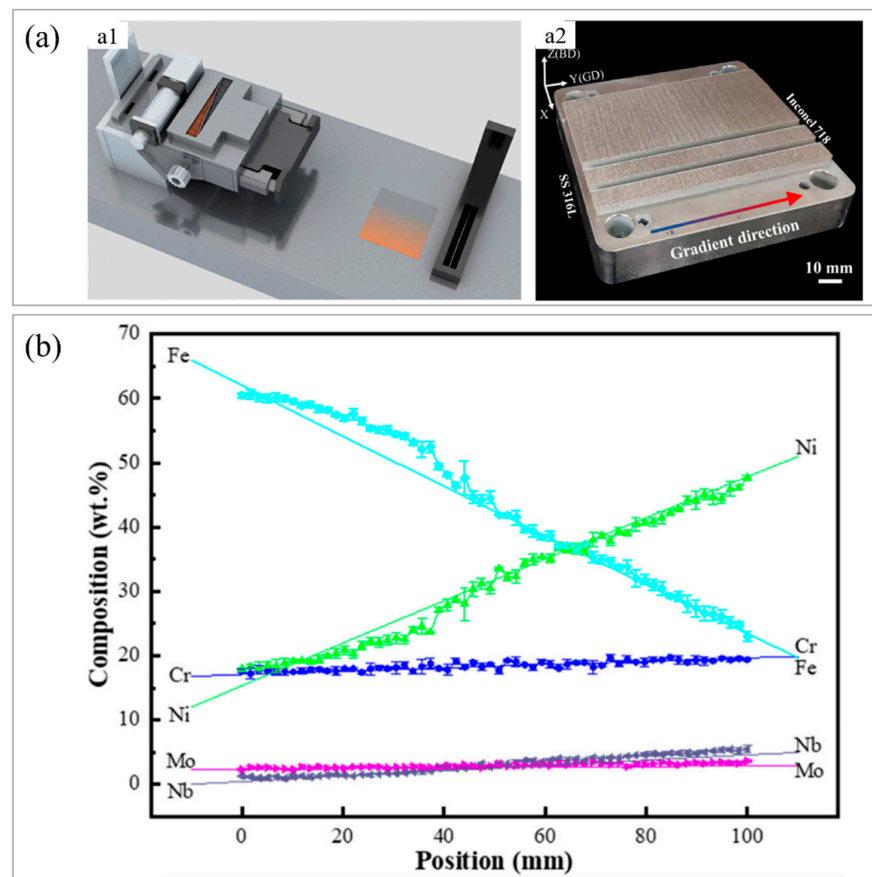 (a)
a1
a2
Z(BD)
Y(GD)
X
Inconel 718
SS 316L
Gradient direction
10 mm
(b)
70
60
50
40
30
20
10
0
Composition (wt.%)
Fe
Cr
Ni
Mo
Nb
Ni
Cr
Fe
Nb
Mo
0 20 40 60 80 100
Position (mm)